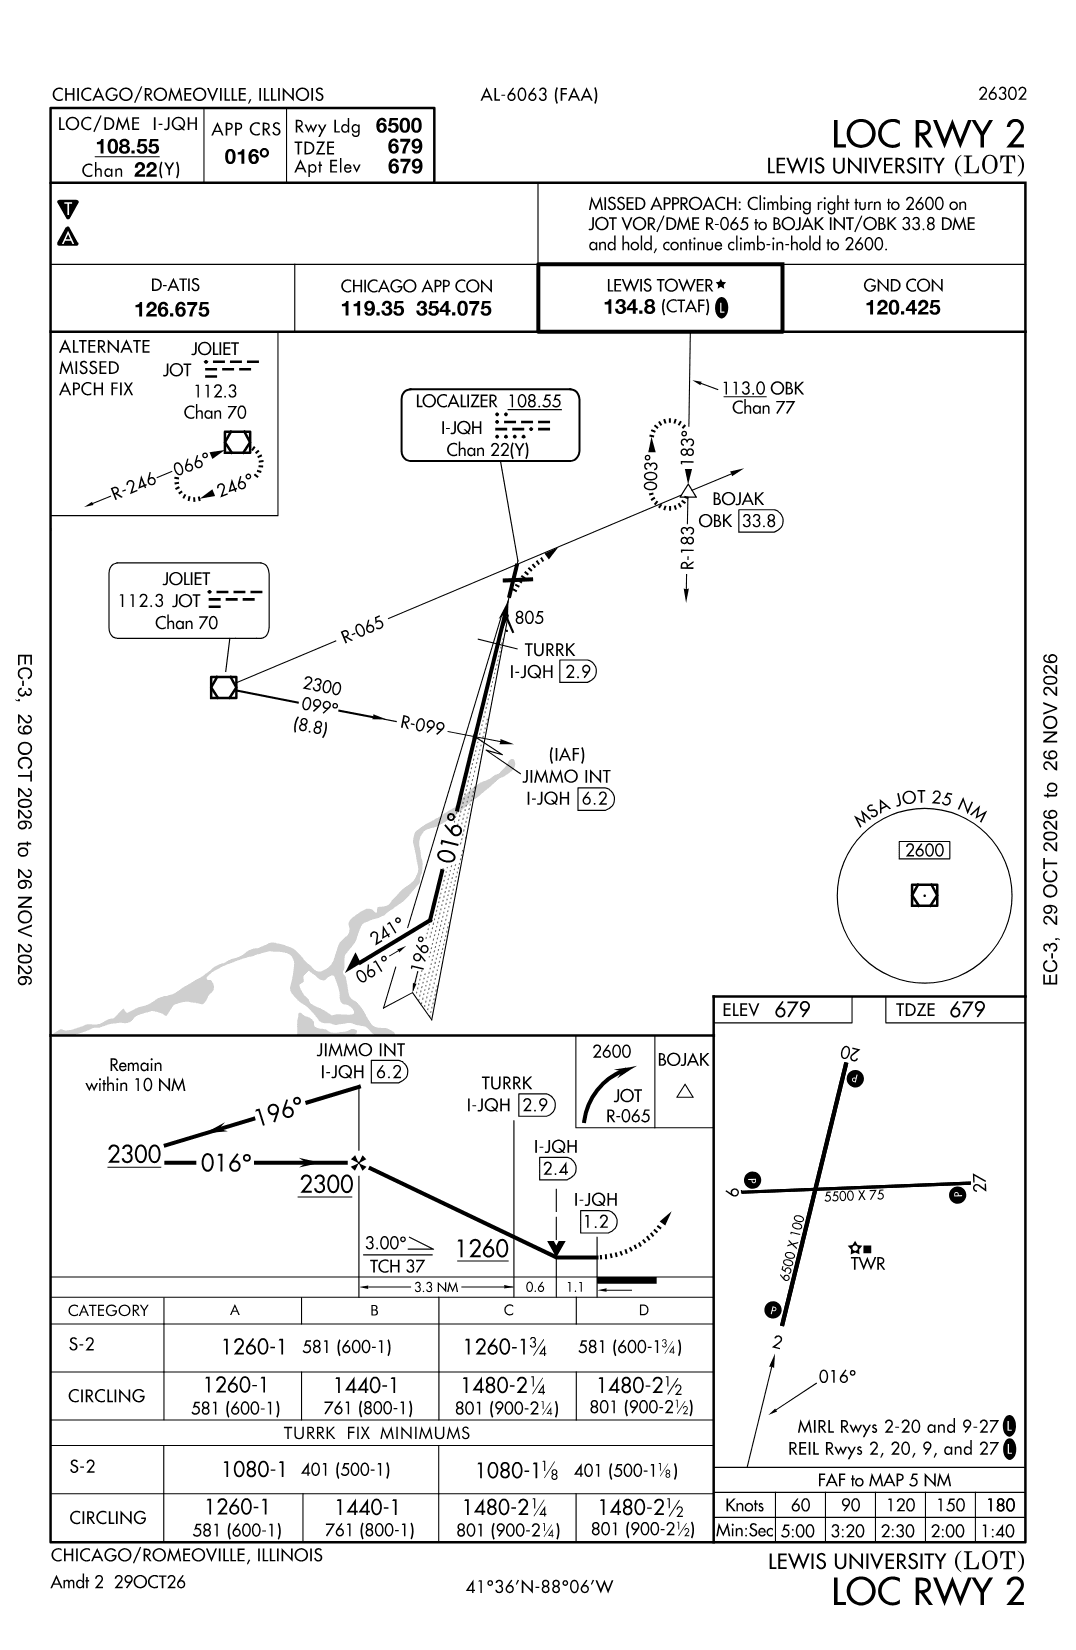 CHICAGO/ROMEOVILLE, ILLINOIS
AL-6063 (FAA)
26302
LOC/DME I-JQH
108.55
Chan 22(Y)
APP CRS
016°
Rwy Ldg 6500
TDZE 679
Apt Elev 679
LOC RWY 2
LEWIS UNIVERSITY (LOT)
T
A
MISSED APPROACH: Climbing right turn to 2600 on
JOT VOR/DME R-065 to BOJAK INT/OBK 33.8 DME
and hold, continue climb-in-hold to 2600.
D-ATIS
126.675
CHICAGO APP CON
119.35 354.075
LEWIS TOWER★
134.8 (CTAF) L
GND CON
120.425
ALTERNATE
MISSED
APCH FIX
JOLIET
JOT
112.3
Chan 70
R-246
066°
246°
LOCALIZER 108.55
I-JQH
Chan 22(Y)
113.0 OBK
Chan 77
003°
183°
BOJAK
OBK 33.8
R-183
JOLIET
112.3 JOT
Chan 70
R-065
805
TURRK
I-JQH 2.9
2300
099°
(8.8)
R-099
(IAF)
JIMMO INT
I-JQH 6.2
016°
241°
061°
196°
MSA JOT 25 NM
2600
EC-3, 29 OCT 2026 to 26 NOV 2026
EC-3, 29 OCT 2026 to 26 NOV 2026
Remain
within 10 NM
JIMMO INT
I-JQH 6.2
196°
2300
016°
2300
TURRK
I-JQH 2.9
2600
JOT
R-065
BOJAK
I-JQH
2.4
I-JQH
1.2
3.00°
TCH 37
1260
3.3 NM
0.6
1.1
ELEV 679
TDZE 679
20
P
P
9
27
P
5500 X 75
6500 X 100
TWR
P
2
016°
MIRL Rwys 2-20 and 9-27 L
REIL Rwys 2, 20, 9, and 27 L
FAF to MAP 5 NM
Knots 60 90 120 150 180
Min:Sec 5:00 3:20 2:30 2:00 1:40
CATEGORY A B C D
S-2 1260-1 581 (600-1) 1260-1¾ 581 (600-1¾)
CIRCLING 1260-1 1440-1 1480-2¼ 1480-2½
581 (600-1) 761 (800-1) 801 (900-2¼) 801 (900-2½)
TURRK FIX MINIMUMS
S-2 1080-1 401 (500-1) 1080-1⅛ 401 (500-1⅛)
CIRCLING 1260-1 1440-1 1480-2¼ 1480-2½
581 (600-1) 761 (800-1) 801 (900-2¼) 801 (900-2½)
CHICAGO/ROMEOVILLE, ILLINOIS
Amdt 2 29OCT26
41°36'N-88°06'W
LEWIS UNIVERSITY (LOT)
LOC RWY 2